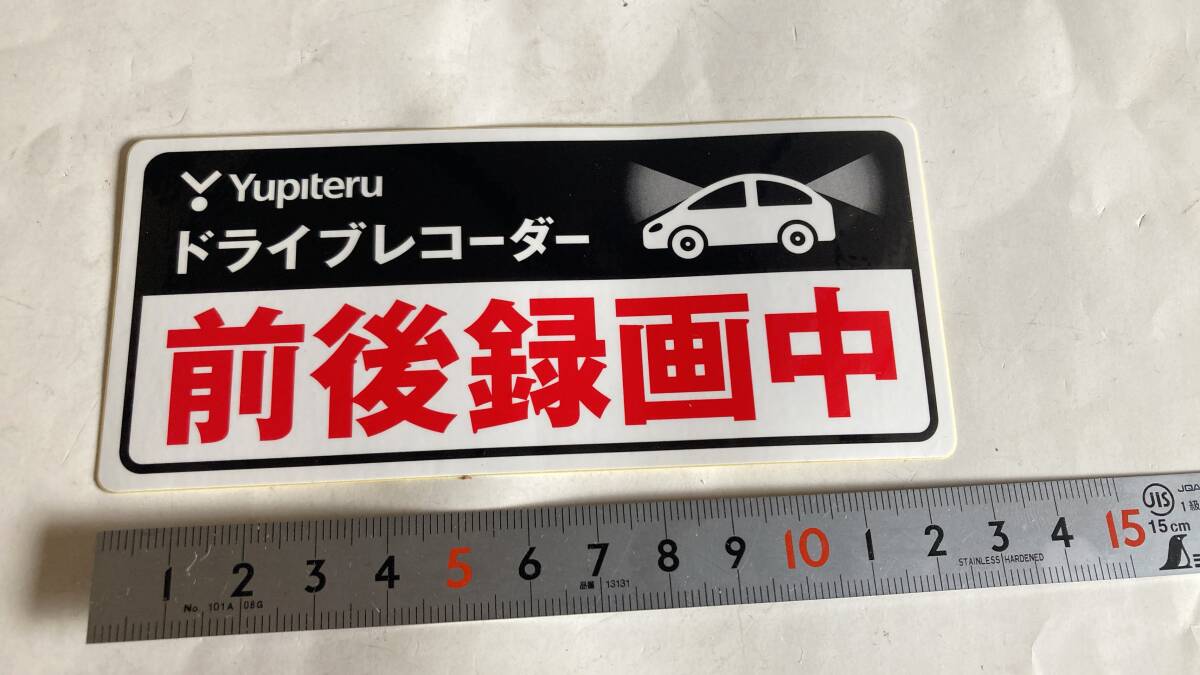 Yupiteru
ドライブレコーダー
前後録画中
1 2 3 4 5 6 7 8 9 10 1 2 3 4 15
No. 101A 08G
品番 13131
STAINLESS HARDENED
JIS
1級
15cm